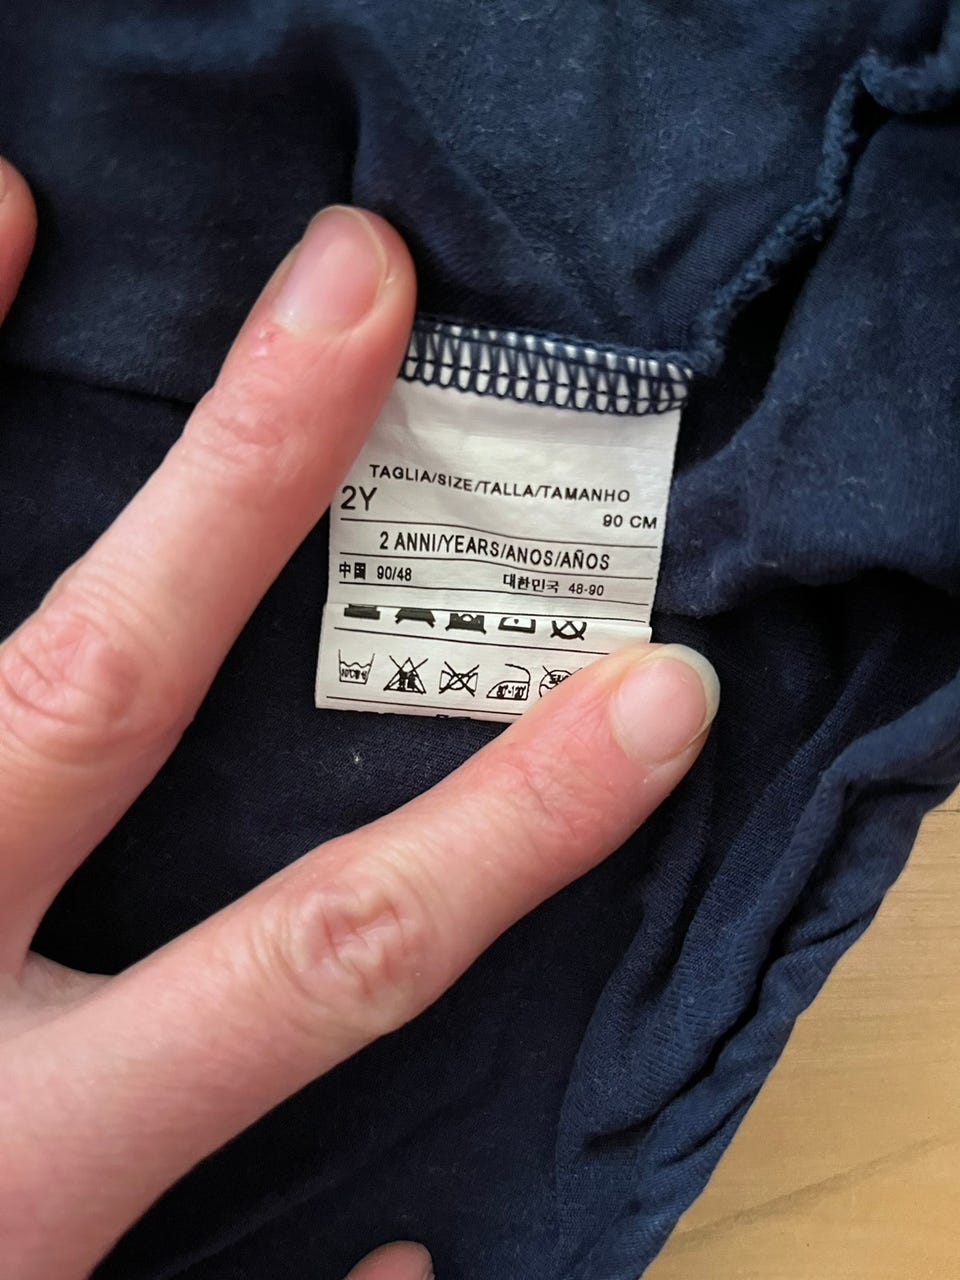 TAGLIA/SIZE/TALLA/TAMANHO
2Y
90 CM
2 ANNI/YEARS/ANOS/AÑOS
中国 90/48 대한민국 48-90